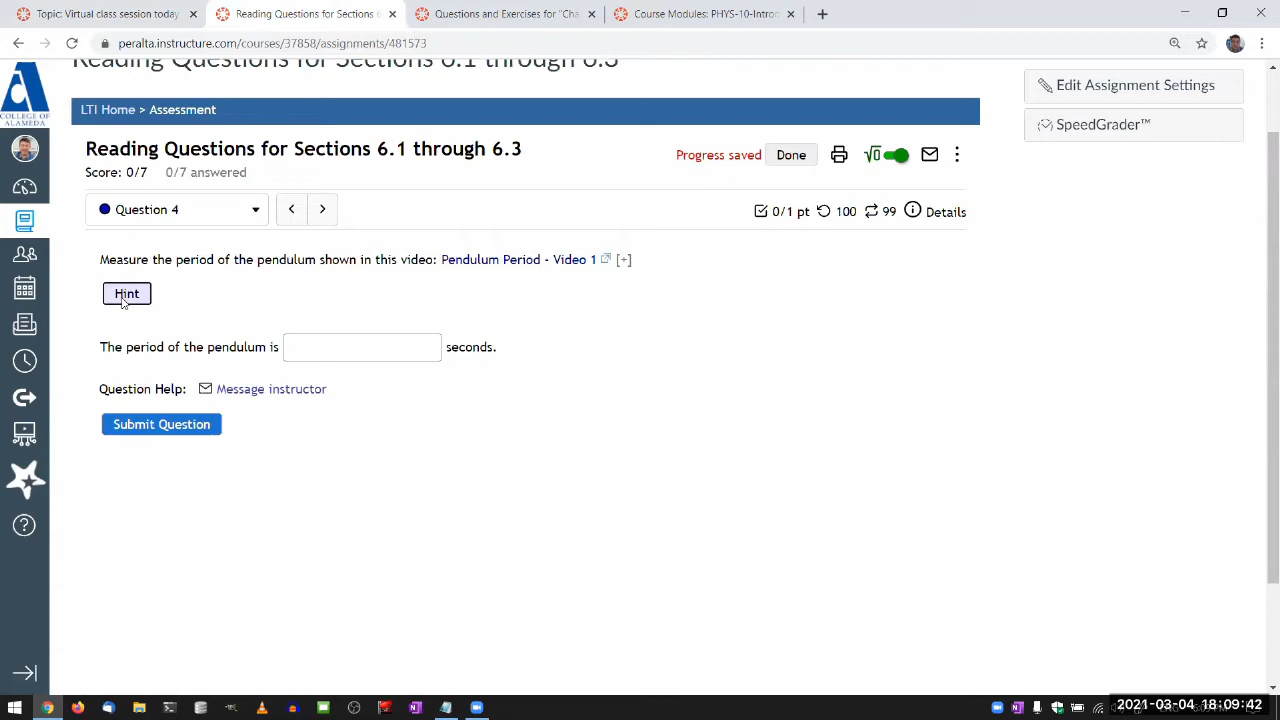 Topic: Virtual class session today
Reading Questions for Sections 6
Questions and Exercises for "Cha
Course Modules: PHYS-10-Intro
peralta.instructure.com/courses/37858/assignments/481573
Reading Questions for Sections 6.1 through 6.3
Edit Assignment Settings
SpeedGrader™
COLLEGE OF
ALAMEDA
LTI Home > Assessment
Reading Questions for Sections 6.1 through 6.3
Progress saved
Done
Score: 0/7 0/7 answered
Question 4
0/1 pt 100 99 Details
Measure the period of the pendulum shown in this video: Pendulum Period - Video 1 [+]
Hint
The period of the pendulum is seconds.
Question Help: Message instructor
Submit Question
2021-03-04 18:09:42